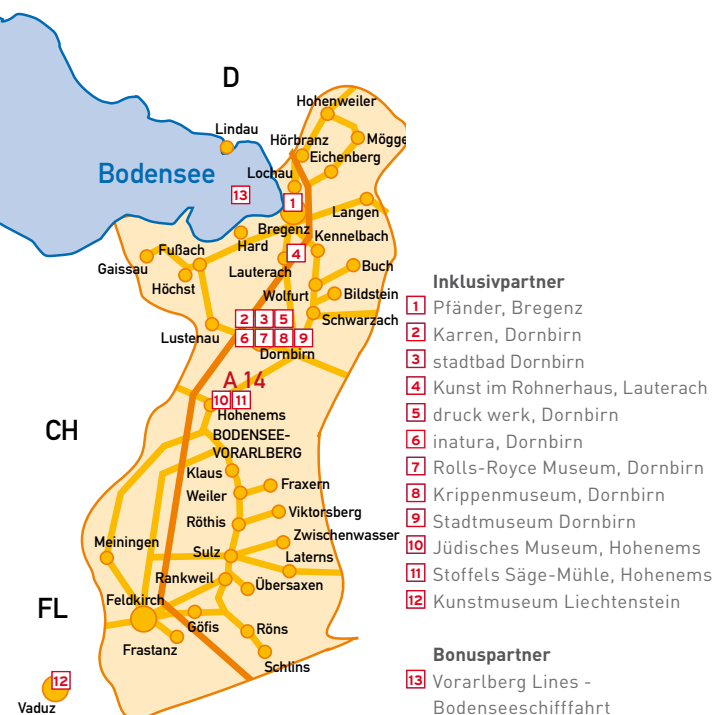 D
Hohenweiler
Lindau
Hörbranz
Mögge
Eichenberg
Bodensee
Lochau
13
1
Langen
Bregenz
Kennelbach
Hard
Fußach
4
Gaissau
Lauterach
Buch
Höchst
Wolfurt
Bildstein
2 3 5
Schwarzach
Lustenau
6 7 8 9
Dornbirn
A 14
10 11
Hohenems
CH
BODENSEE-
VORARLBERG
Klaus
Fraxern
Weiler
Viktorsberg
Röthis
Zwischenwasser
Meiningen
Sulz
Laterns
Rankweil
Übersaxen
Feldkirch
FL
Göfis
Röns
Frastanz
Schlins
12
Vaduz
Inklusivpartner
1 Pfänder, Bregenz
2 Karren, Dornbirn
3 stadtbad Dornbirn
4 Kunst im Rohnerhaus, Lauterach
5 druck werk, Dornbirn
6 inatura, Dornbirn
7 Rolls-Royce Museum, Dornbirn
8 Krippenmuseum, Dornbirn
9 Stadtmuseum Dornbirn
10 Jüdisches Museum, Hohenems
11 Stoffels Säge-Mühle, Hohenems
12 Kunstmuseum Liechtenstein
Bonuspartner
13 Vorarlberg Lines -
Bodenseeschifffahrt